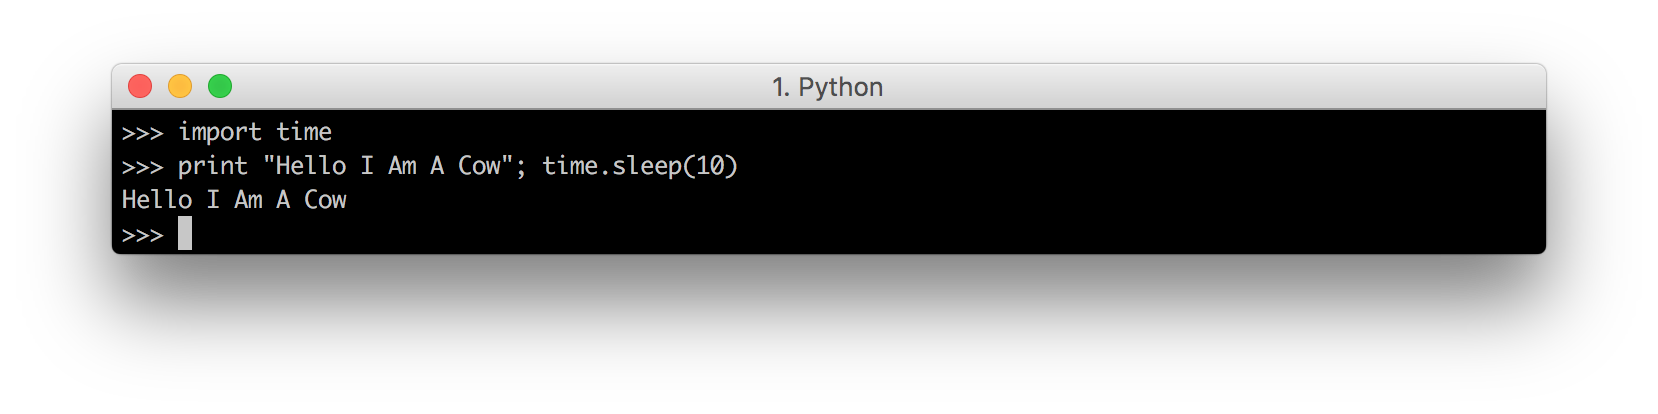 1. Python
>>> import time
>>> print "Hello I Am A Cow"; time.sleep(10)
Hello I Am A Cow
>>>